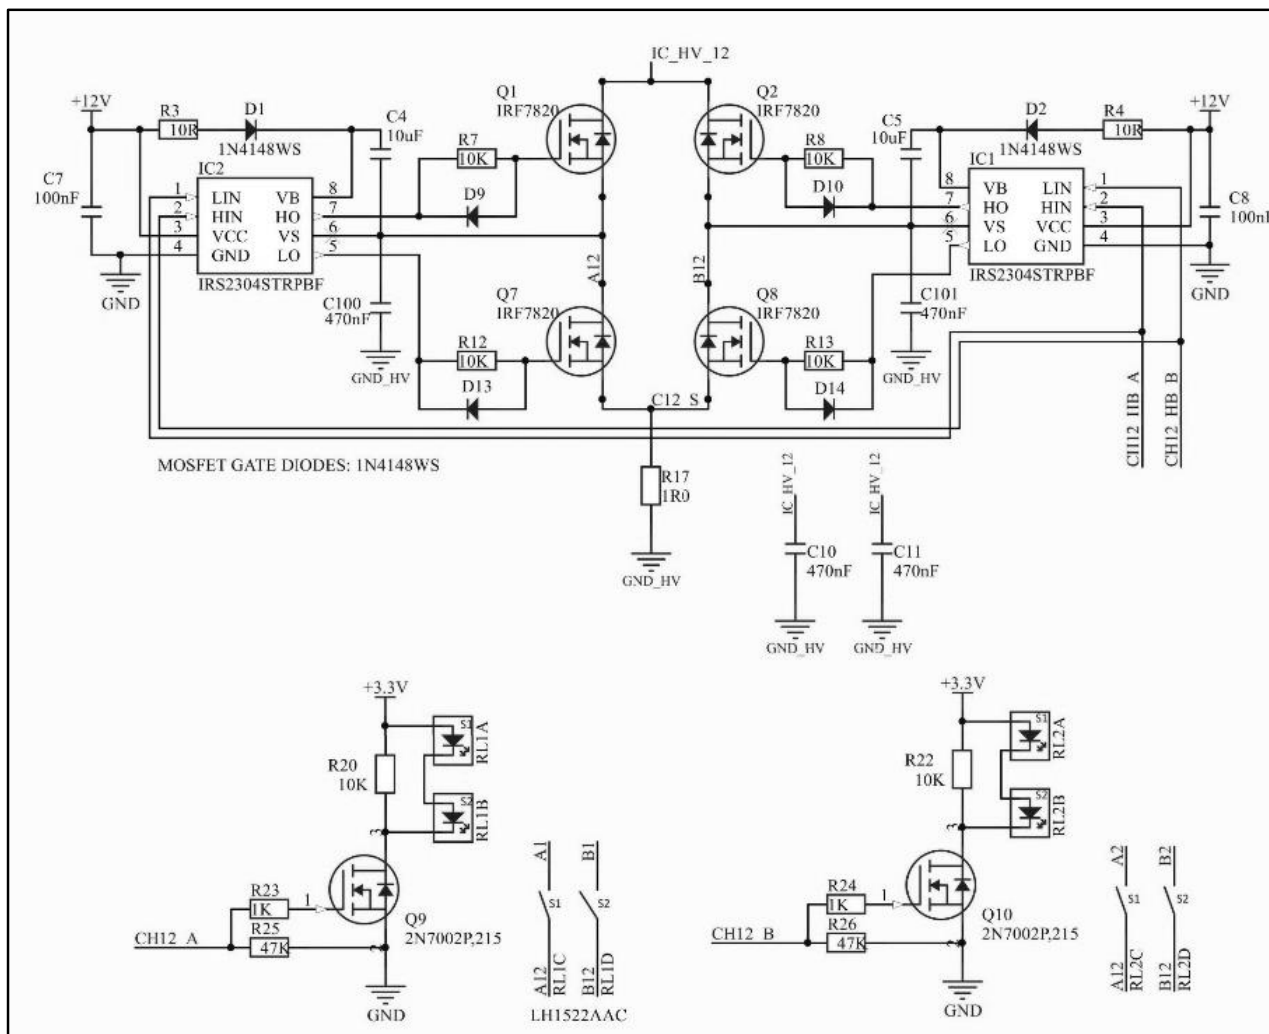 IC_HV_12
Q1
IRF7820
Q2
IRF7820
+12V
R3
10R
D1
1N4148WS
C4
10uF
C5
10uF
D2
1N4148WS
R4
10R
+12V
R7
10K
R8
10K
C7
100nF
IC2
1 LIN VB 8
2 HIN HO 7
3 VCC VS 6
4 GND LO 5
IRS2304STRPBF
D9
D10
IC1
8 VB LIN 1
7 HO HIN 2
6 VS VCC 3
5 LO GND 4
IRS2304STRPBF
C8
100nF
GND
GND
A12
B12
C100
470nF
GND_HV
Q7
IRF7820
Q8
IRF7820
C101
470nF
GND_HV
R12
10K
R13
10K
D13
D14
C12_S
CH12_HB_A
CH12_HB_B
MOSFET GATE DIODES: 1N4148WS
R17
1R0
GND_HV
IC_HV_12
IC_HV_12
C10
470nF
C11
470nF
GND_HV
GND_HV
+3.3V
S1
RL1A
R20
10K
S2
RL1B
3
R23
1K
1
R25
47K
CH12_A
2
Q9
2N7002P,215
GND
A1
B1
S1
S2
A12
RL1C
B12
RL1D
LH1522AAC
+3.3V
S1
RL2A
R22
10K
S2
RL2B
3
R24
1K
1
R26
47K
CH12_B
2
Q10
2N7002P,215
GND
A2
B2
S1
S2
A12
RL2C
B12
RL2D